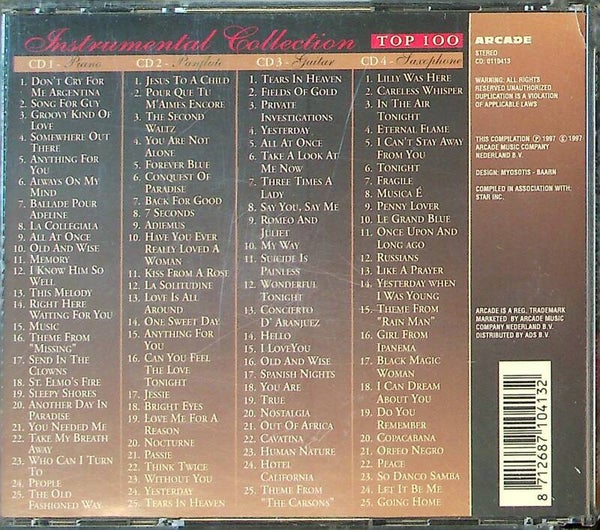 Instrumental Collection TOP 100
CD 1 - Piano
1. DON'T CRY FOR
ME ARGENTINA
2. SONG FOR GUY
3. GROOVY KIND OF
LOVE
4. SOMEWHERE OUT
THERE
5. ANYTHING FOR
YOU
6. ALWAYS ON MY
MIND
7. BALLADE POUR
ADELINE
8. LA COLLEGIALA
9. ALL AT ONCE
10. OLD AND WISE
11. MEMORY
12. I KNOW HIM SO
WELL
13. THIS MELODY
14. RIGHT HERE
WAITING FOR YOU
15. MUSIC
16. THEME FROM
"MISSING"
17. SEND IN THE
CLOWNS
18. ST. ELMO'S FIRE
19. SLEEPY SHORES
20. ANOTHER DAY IN
PARADISE
21. YOU NEEDED ME
22. TAKE MY BREATH
AWAY
23. WHO CAN I TURN
TO
24. PEOPLE
25. THE OLD
FASHIONED WAY
CD 2 - Panflute
1. JESUS TO A CHILD
2. POUR QUE TU
M'AIMES ENCORE
3. THE SECOND
WALTZ
4. YOU ARE NOT
ALONE
5. FOREVER BLUE
6. CONQUEST OF
PARADISE
7. BACK FOR GOOD
8. 7 SECONDS
9. ADIEMUS
10. HAVE YOU EVER
REALLY LOVED A
WOMAN
11. KISS FROM A ROSE
12. LA SOLITUDINE
13. LOVE IS ALL
AROUND
14. ONE SWEET DAY
15. ANYTHING FOR
YOU
16. CAN YOU FEEL
THE LOVE
TONIGHT
17. JESSIE
18. BRIGHT EYES
19. LOVE ME FOR A
REASON
20. NOCTURNE
21. PASSIE
22. THINK TWICE
23. WITHOUT YOU
24. YESTERDAY
25. TEARS IN HEAVEN
CD 3 - Guitar
1. TEARS IN HEAVEN
2. FIELDS OF GOLD
3. PRIVATE
INVESTIGATIONS
4. YESTERDAY
5. ALL AT ONCE
6. TAKE A LOOK AT
ME NOW
7. THREE TIMES A
LADY
8. SAY YOU, SAY ME
9. ROMEO AND
JULIET
10. MY WAY
11. SUICIDE IS
PAINLESS
12. WONDERFUL
TONIGHT
13. CONCIERTO
D' ARANJUEZ
14. HELLO
15. I LOVEYOU
16. OLD AND WISE
17. SPANISH NIGHTS
18. YOU ARE
19. TRUE
20. NOSTALGIA
21. OUT OF AFRICA
22. CAVATINA
23. HUMAN NATURE
24. HOTEL
CALIFORNIA
25. THEME FROM
"THE CARSONS"
CD 4 - Saxophone
1. LILLY WAS HERE
2. CARELESS WHISPER
3. IN THE AIR
TONIGHT
4. ETERNAL FLAME
5. I CAN'T STAY AWAY
FROM YOU
6. TONIGHT
7. FRAGILE
8. MUSICA É
9. PENNY LOVER
10. LE GRAND BLUE
11. ONCE UPON AND
LONG AGO
12. RUSSIANS
13. LIKE A PRAYER
14. YESTERDAY WHEN
I WAS YOUNG
15. THEME FROM
"RAIN MAN"
16. GIRL FROM
IPANEMA
17. BLACK MAGIC
WOMAN
18. I CAN DREAM
ABOUT YOU
19. DO YOU
REMEMBER
20. COPACABANA
21. ORFEO NEGRO
22. PEACE
23. SO DANCO SAMBA
24. LET IT BE ME
25. GOING HOME
ARCADE
STEREO
CD: 0119413
WARNING: ALL RIGHTS
RESERVED UNAUTHORIZED
DUPLICATION IS A VIOLATION
OF APPLICABLE LAWS
THIS COMPILATION ℗ 1997 © 1997
ARCADE MUSIC COMPANY
NEDERLAND B.V.
DESIGN: MYOSOTIS - BAARN
COMPILED IN ASSOCIATION WITH:
STAR INC.
ARCADE IS A REG. TRADEMARK
MARKETED BY ARCADE MUSIC
COMPANY NEDERLAND B.V.
DISTRIBUTED BY ADS B.V.
8 712687 104132